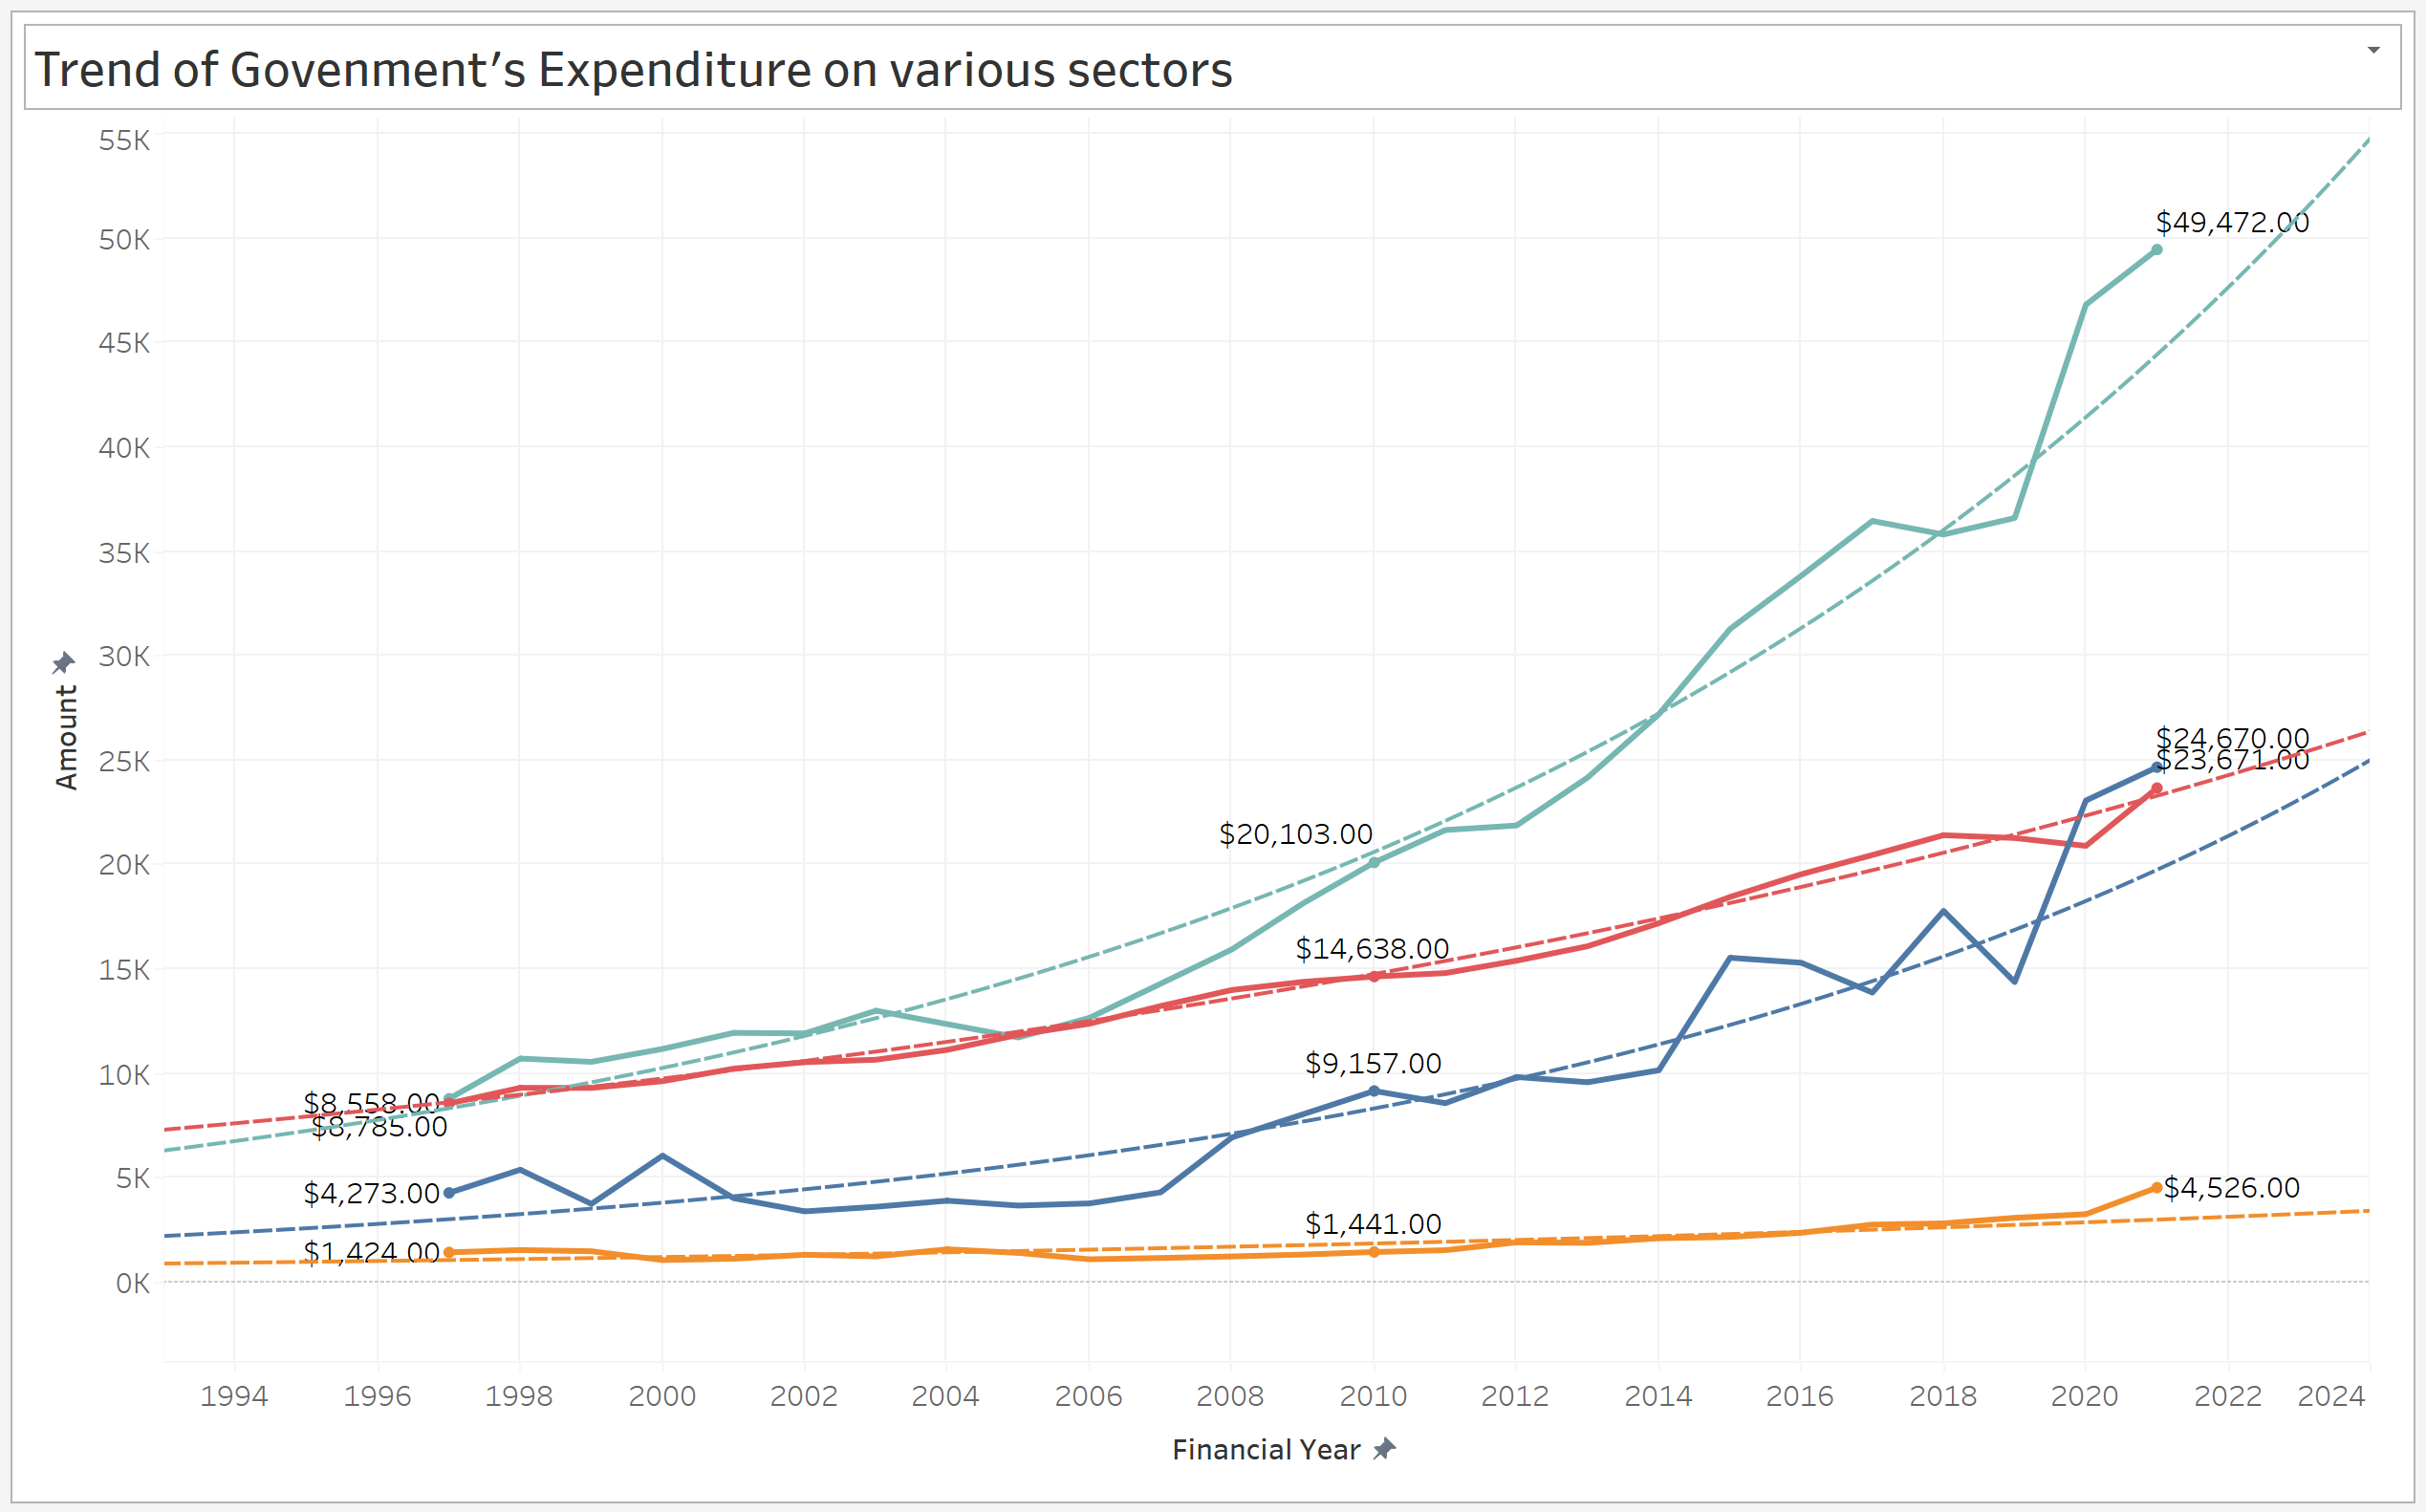 Trend of Govenment’s Expenditure on various sectors
55K
50K
45K
40K
35K
30K
25K
20K
15K
10K
5K
0K
Amount
$49,472.00
$24,670.00
$23,671.00
$20,103.00
$14,638.00
$9,157.00
$8,558.00
$8,785.00
$4,273.00
$4,526.00
$1,441.00
$1,424.00
1994 1996 1998 2000 2002 2004 2006 2008 2010 2012 2014 2016 2018 2020 2022 2024
Financial Year